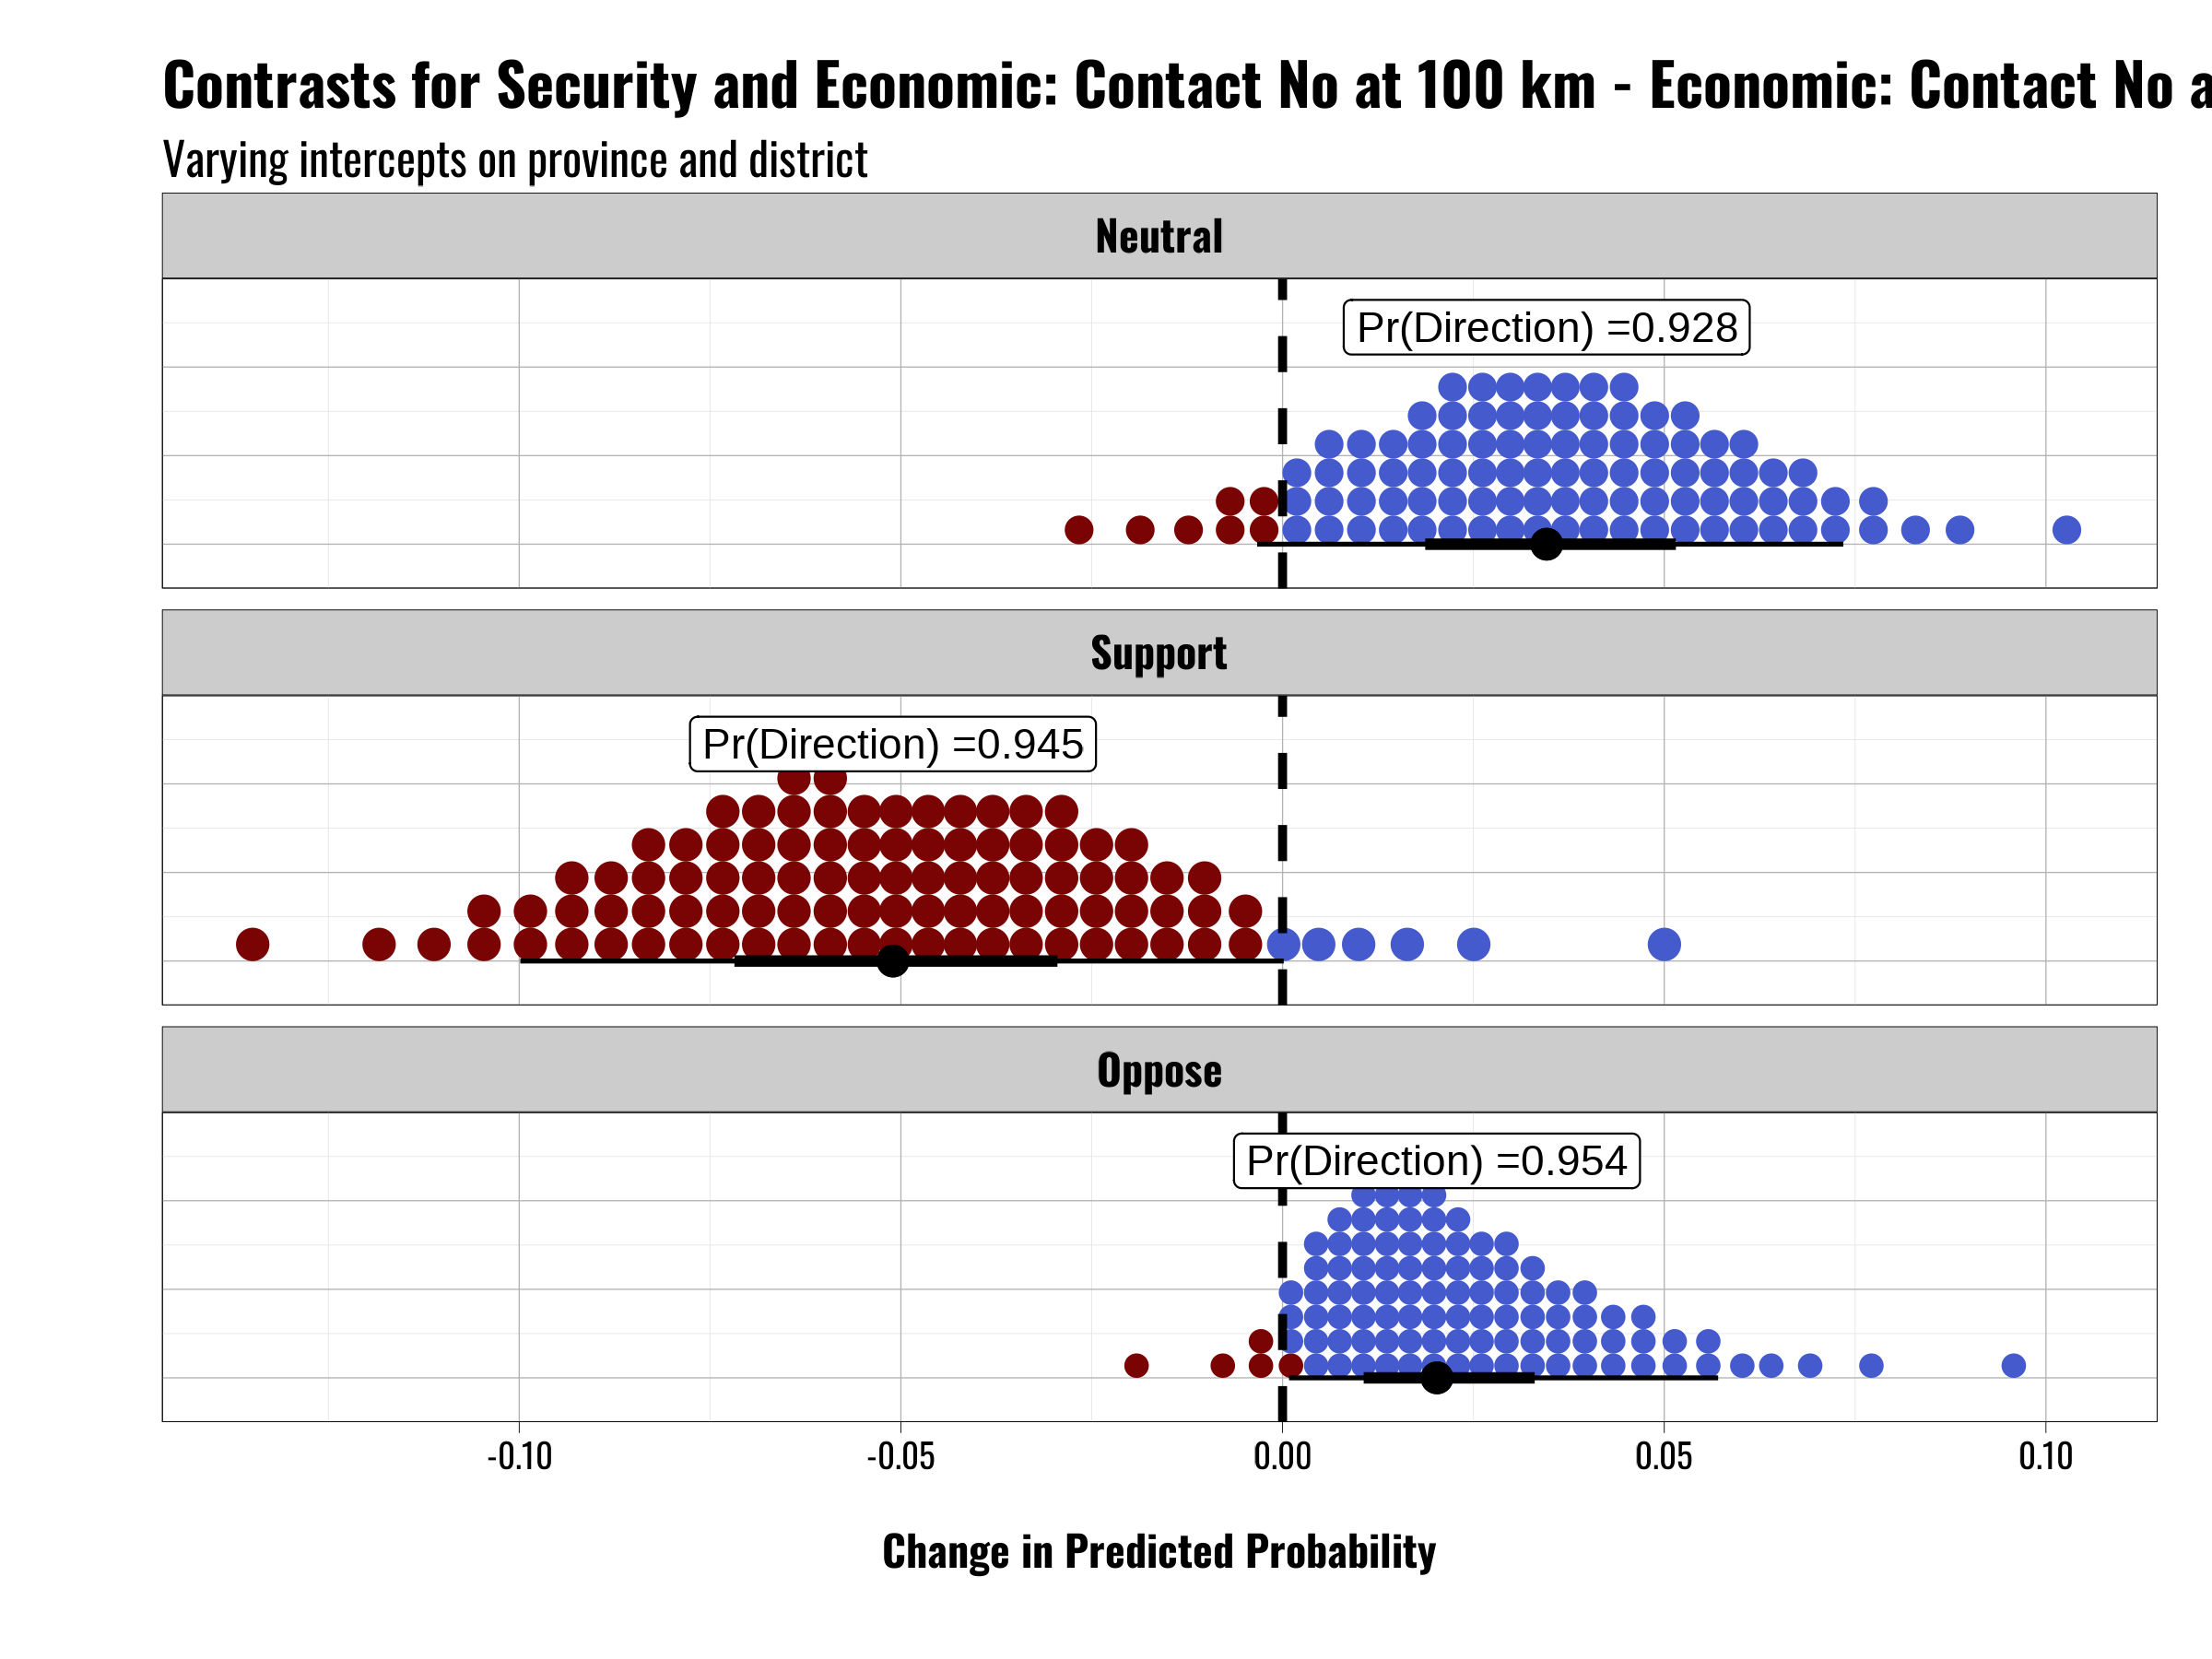 Contrasts for Security and Economic: Contact No at 100 km - Economic: Contact No
Varying intercepts on province and district
Neutral
Pr(Direction) =0.928
Support
Pr(Direction) =0.945
Oppose
Pr(Direction) =0.954
-0.10 -0.05 0.00 0.05 0.10
Change in Predicted Probability